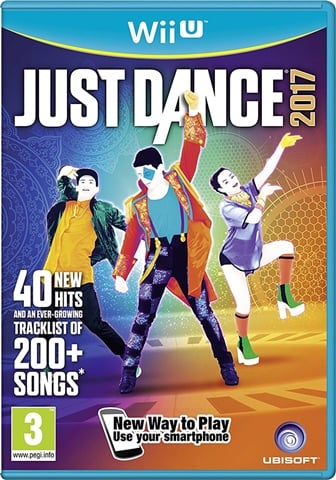 Wii U
JUST DANCE 2017
40 NEW
HITS
AND AN EVER-GROWING
TRACKLIST OF
200+
SONGS*
3
www.pegi.info
New Way to Play
Use your smartphone
UBISOFT